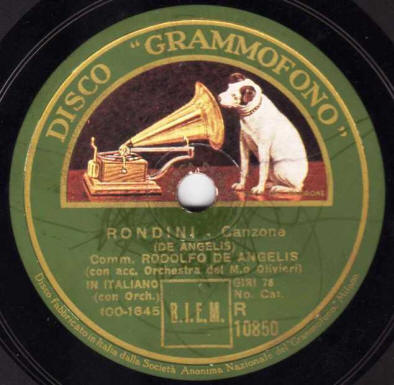 DISCO "GRAMMOFONO"
RONDINI - Canzone
(DE ANGELIS)
Comm. RODOLFO DE ANGELIS
(con acc. Orchestra del M.o Olivieri)
IN ITALIANO
(con Orch.)
100-1645
B.I.E.M.
GIRI 78
No. Cat.
R
10850
Disco Fabbricato in Italia dalla Società Anonima Nazionale del "Grammofono" - Milano